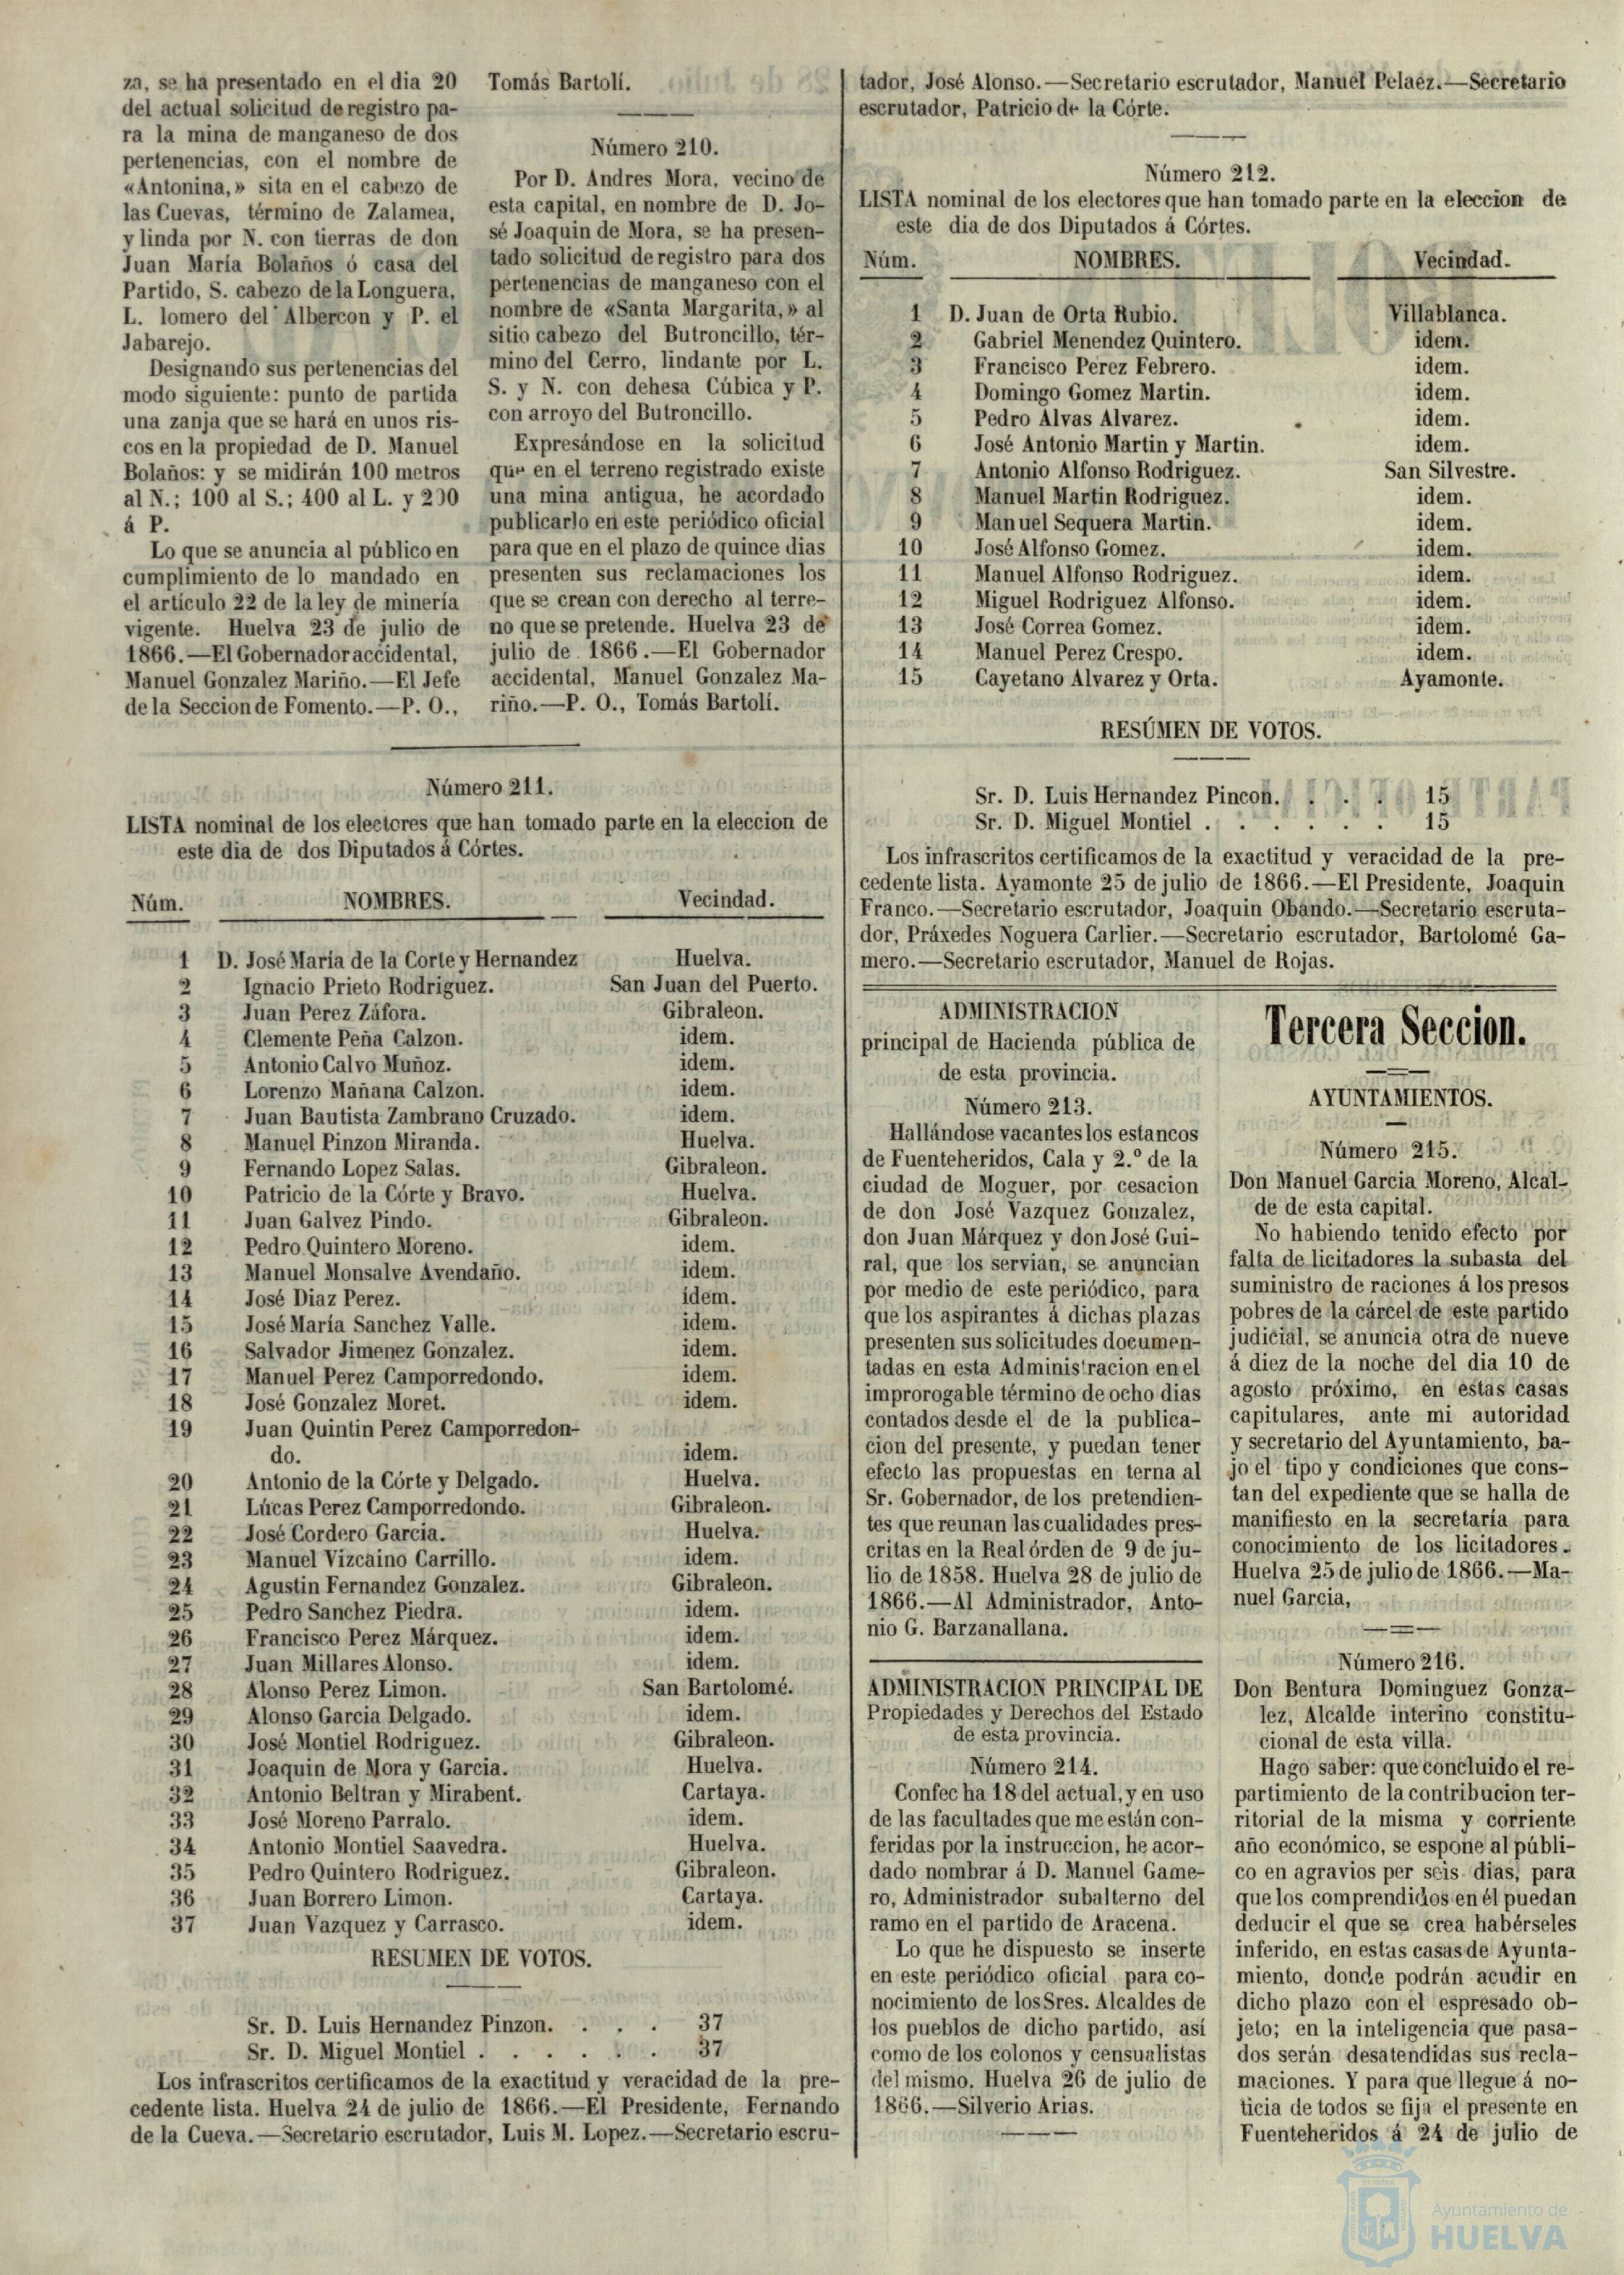 za, se ha presentado en el dia 20
del actual solicitud de registro pa-
ra la mina de manganeso de dos
pertenencias, con el nombre de
«Antonina,» sita en el cabezo de
las Cuevas, término de Zalamea,
y linda por N. con tierras de don
Juan María Bolaños ó casa del
Partido, S. cabezo de la Longuera,
L. lomero del Albercon y P. el
Jabarejo.
Designando sus pertenencias del
modo siguiente: punto de partida
una zanja que se hará en unos ris-
cos en la propiedad de D. Manuel
Bolaños: y se midirán 100 metros
al N.; 100 al S.; 400 al L. y 200
á P.
Lo que se anuncia al público en
cumplimiento de lo mandado en
el artículo 22 de la ley de minería
vigente. Huelva 23 de julio de
1866.—El Gobernador accidental,
Manuel Gonzalez Mariño.—El Jefe
de la Seccion de Fomento.—P. O.,
Tomás Bartolí.
Número 210.
Por D. Andres Mora, vecino de
esta capital, en nombre de D. Jo-
sé Joaquin de Mora, se ha presen-
tado solicitud de registro para dos
pertenencias de manganeso con el
nombre de «Santa Margarita,» al
sitio cabezo del Butroncillo, tér-
mino del Cerro, lindante por L.
S. y N. con dehesa Cúbica y P.
con arroyo del Butroncillo.
Expresándose en la solicitud
que en el terreno registrado existe
una mina antigua, he acordado
publicarlo en este periódico oficial
para que en el plazo de quince dias
presenten sus reclamaciones los
que se crean con derecho al terre-
no que se pretende. Huelva 23 de
julio de 1866.—El Gobernador
accidental, Manuel Gonzalez Ma-
riño.—P. O., Tomás Bartolí.
Número 211.
LISTA nominal de los electores que han tomado parte en la eleccion de
este dia de dos Diputados á Córtes.
Núm. NOMBRES. Vecindad.
1 D. José María de la Corte y Hernandez Huelva.
2 Ignacio Prieto Rodriguez. San Juan del Puerto.
3 Juan Perez Záfora. Gibraleon.
4 Clemente Peña Calzon. idem.
5 Antonio Calvo Muñoz. idem.
6 Lorenzo Mañana Calzon. idem.
7 Juan Bautista Zambrano Cruzado. idem.
8 Manuel Pinzon Miranda. Huelva.
9 Fernando Lopez Salas. Gibraleon.
10 Patricio de la Córte y Bravo. Huelva.
11 Juan Galvez Pindo. Gibraleon.
12 Pedro Quintero Moreno. idem.
13 Manuel Monsalve Avendaño. idem.
14 José Diaz Perez. idem.
15 José María Sanchez Valle. idem.
16 Salvador Jimenez Gonzalez. idem.
17 Manuel Perez Camporredondo. idem.
18 José Gonzalez Moret. idem.
19 Juan Quintin Perez Camporredon-
do. idem.
20 Antonio de la Córte y Delgado. Huelva.
21 Lúcas Perez Camporredondo. Gibraleon.
22 José Cordero Garcia. Huelva.
23 Manuel Vizcaino Carrillo. idem.
24 Agustin Fernandez Gonzalez. Gibraleon.
25 Pedro Sanchez Piedra. idem.
26 Francisco Perez Márquez. idem.
27 Juan Millares Alonso. idem.
28 Alonso Perez Limon. San Bartolomé.
29 Alonso Garcia Delgado. idem.
30 José Montiel Rodriguez. Gibraleon.
31 Joaquin de Mora y Garcia. Huelva.
32 Antonio Beltran y Mirabent. Cartaya.
33 José Moreno Parralo. idem.
34 Antonio Montiel Saavedra. Huelva.
35 Pedro Quintero Rodriguez. Gibraleon.
36 Juan Borrero Limon. Cartaya.
37 Juan Vazquez y Carrasco. idem.
RESUMEN DE VOTOS.
Sr. D. Luis Hernandez Pinzon. . . . 37
Sr. D. Miguel Montiel . . . . . . 37
Los infrascritos certificamos de la exactitud y veracidad de la pre-
cedente lista. Huelva 24 de julio de 1866.—El Presidente, Fernando
de la Cueva.—Secretario escrutador, Luis M. Lopez.—Secretario escru-
tador, José Alonso.—Secretario escrutador, Manuel Pelaez.—Secretario
escrutador, Patricio de la Córte.
Número 212.
LISTA nominal de los electores que han tomado parte en la eleccion de
este dia de dos Diputados á Córtes.
Núm. NOMBRES. Vecindad.
1 D. Juan de Orta Rubio. Villablanca.
2 Gabriel Menendez Quintero. idem.
3 Francisco Perez Febrero. idem.
4 Domingo Gomez Martin. idem.
5 Pedro Alvas Alvarez. idem.
6 José Antonio Martin y Martin. idem.
7 Antonio Alfonso Rodriguez. San Silvestre.
8 Manuel Martin Rodriguez. idem.
9 Manuel Sequera Martin. idem.
10 José Alfonso Gomez. idem.
11 Manuel Alfonso Rodriguez. idem.
12 Miguel Rodriguez Alfonso. idem.
13 José Correa Gomez. idem.
14 Manuel Perez Crespo. idem.
15 Cayetano Alvarez y Orta. Ayamonte.
RESÚMEN DE VOTOS.
Sr. D. Luis Hernandez Pincon. . . . 15
Sr. D. Miguel Montiel . . . . . . 15
Los infrascritos certificamos de la exactitud y veracidad de la pre-
cedente lista. Ayamonte 25 de julio de 1866.—El Presidente, Joaquin
Franco.—Secretario escrutador, Joaquin Obando.—Secretario escruta-
dor, Práxedes Noguera Carlier.—Secretario escrutador, Bartolomé Ga-
mero.—Secretario escrutador, Manuel de Rojas.
ADMINISTRACION
principal de Hacienda pública de
de esta provincia.
Número 213.
Hallándose vacantes los estancos
de Fuenteheridos, Cala y 2.º de la
ciudad de Moguer, por cesacion
de don José Vazquez Gonzalez,
don Juan Márquez y don José Gui-
ral, que los servian, se anuncian
por medio de este periódico, para
que los aspirantes á dichas plazas
presenten sus solicitudes documen-
tadas en esta Administracion en el
improrogable término de ocho dias
contados desde el de la publica-
cion del presente, y puedan tener
efecto las propuestas en terna al
Sr. Gobernador, de los pretendien-
tes que reunan las cualidades pres-
critas en la Real órden de 9 de ju-
lio de 1858. Huelva 28 de julio de
1866.—Al Administrador, Anto-
nio G. Barzanallana.
ADMINISTRACION PRINCIPAL DE
Propiedades y Derechos del Estado
de esta provincia.
Número 214.
Confec ha 18 del actual, y en uso
de las facultades que me están con-
feridas por la instruccion, he acor-
dado nombrar á D. Manuel Game-
ro, Administrador subalterno del
ramo en el partido de Aracena.
Lo que he dispuesto se inserte
en este periódico oficial para co-
nocimiento de los Sres. Alcaldes de
los pueblos de dicho partido, así
como de los colonos y censualistas
del mismo. Huelva 26 de julio de
1866.—Silverio Arias.
Tercera Seccion.
AYUNTAMIENTOS.
Número 215.
Don Manuel Garcia Moreno, Alcal-
de de esta capital.
No habiendo tenido efecto por
falta de licitadores la subasta del
suministro de raciones á los presos
pobres de la cárcel de este partido
judicial, se anuncia otra de nueve
á diez de la noche del dia 10 de
agosto próximo, en estas casas
capitulares, ante mi autoridad
y secretario del Ayuntamiento, ba-
jo el tipo y condiciones que cons-
tan del expediente que se halla de
manifiesto en la secretaría para
conocimiento de los licitadores.
Huelva 25 de julio de 1866.—Ma-
nuel Garcia,
Número 216.
Don Bentura Dominguez Gonza-
lez, Alcalde interino constitu-
cional de esta villa.
Hago saber: que concluido el re-
partimiento de la contribucion ter-
ritorial de la misma y corriente
año económico, se espone al públi-
co en agravios per seis dias, para
que los comprendidos en él puedan
deducir el que se crea habérseles
inferido, en estas casas de Ayunta-
miento, donde podrán acudir en
dicho plazo con el espresado ob-
jeto; en la inteligencia que pasa-
dos serán desatendidas sus recla-
maciones. Y para que llegue á no-
ticia de todos se fija el presente en
Fuenteheridos á 24 de julio de
Ayuntamiento de
HUELVA